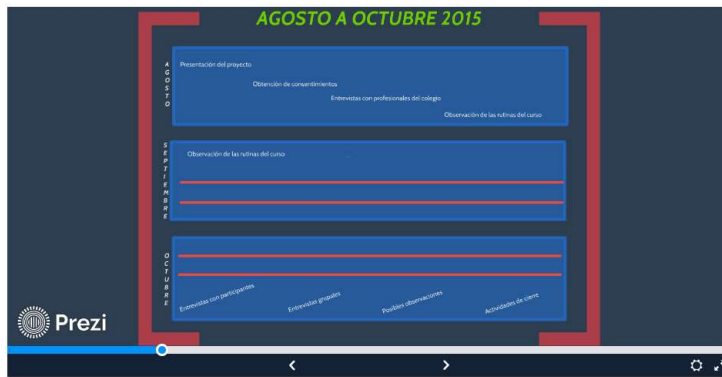 AGOSTO A OCTUBRE 2015
AGOSTO
Presentación del proyecto
Obtención de consentimientos
Entrevistas con profesionales del colegio
Observación de las rutinas del curso
SEPTIEMBRE
Observación de las rutinas del curso
OCTUBRE
Entrevistas con participantes
Entrevistas grupales
Posibles observaciones
Actividades de cierre
Prezi